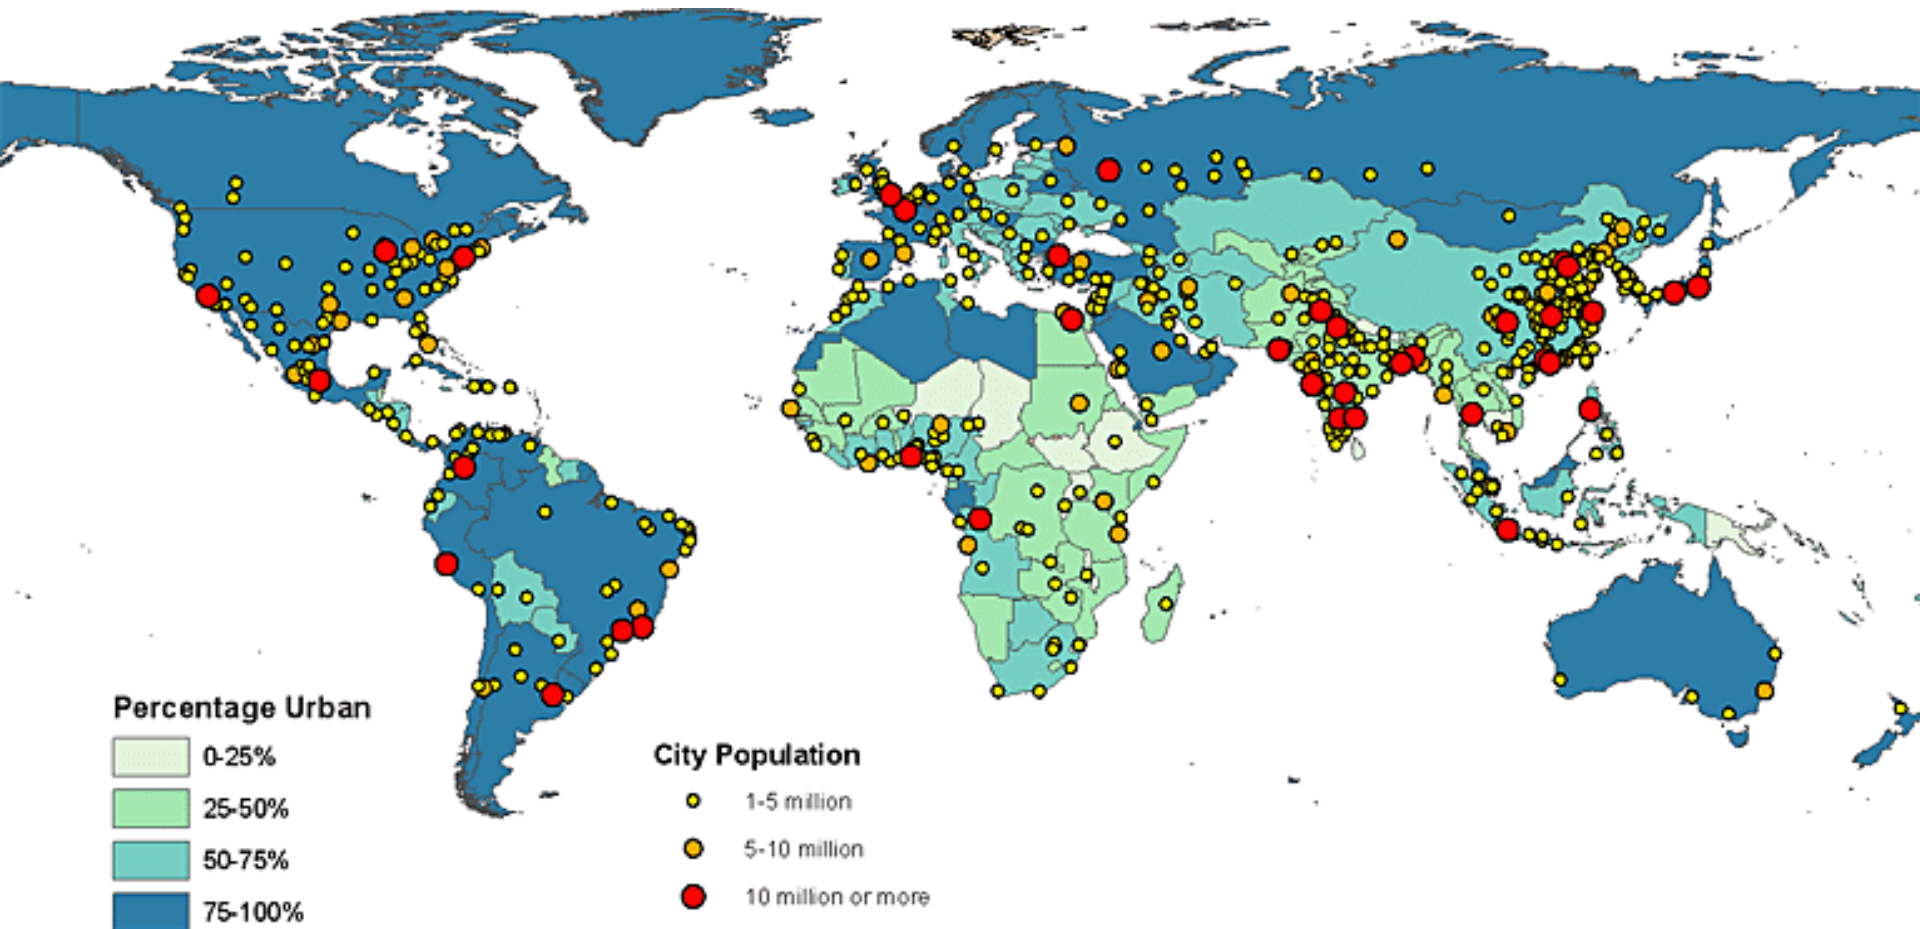 Percentage Urban
0-25%
25-50%
50-75%
75-100%
City Population
1-5 million
5-10 million
10 million or more